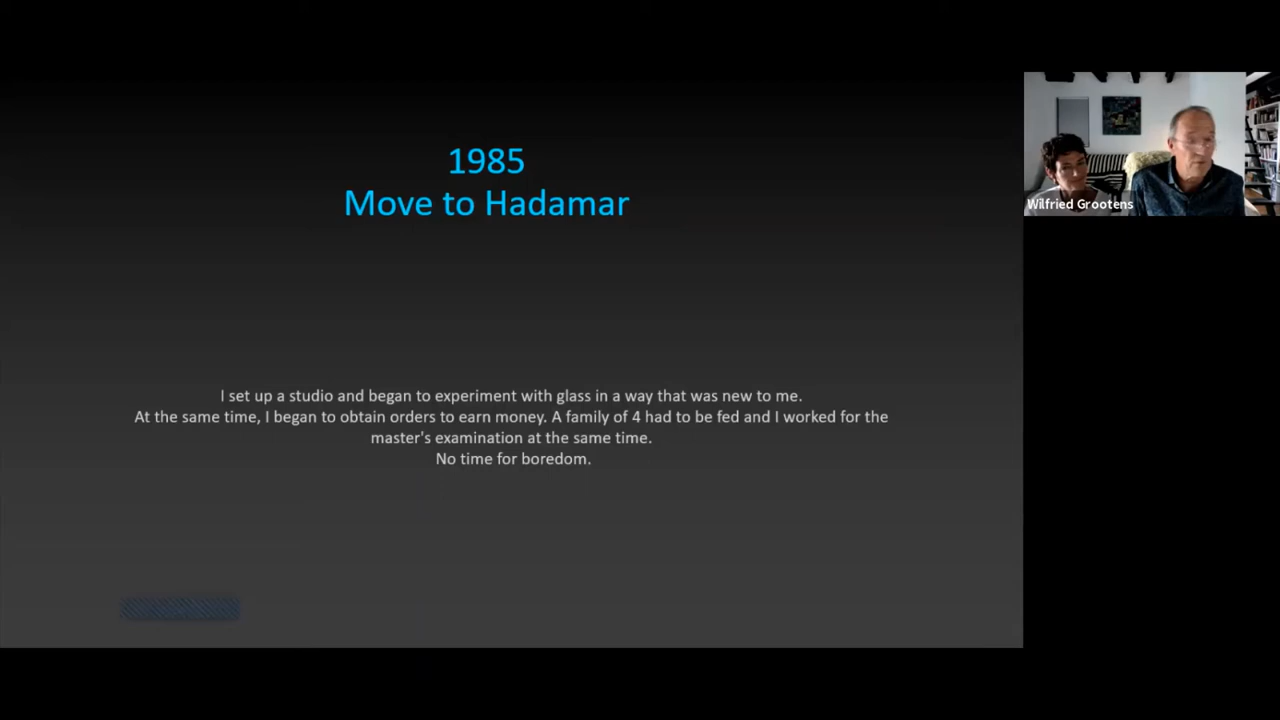 1985
Move to Hadamar
I set up a studio and began to experiment with glass in a way that was new to me.
At the same time, I began to obtain orders to earn money. A family of 4 had to be fed and I worked for the
master's examination at the same time.
No time for boredom.
Wilfried Grootens